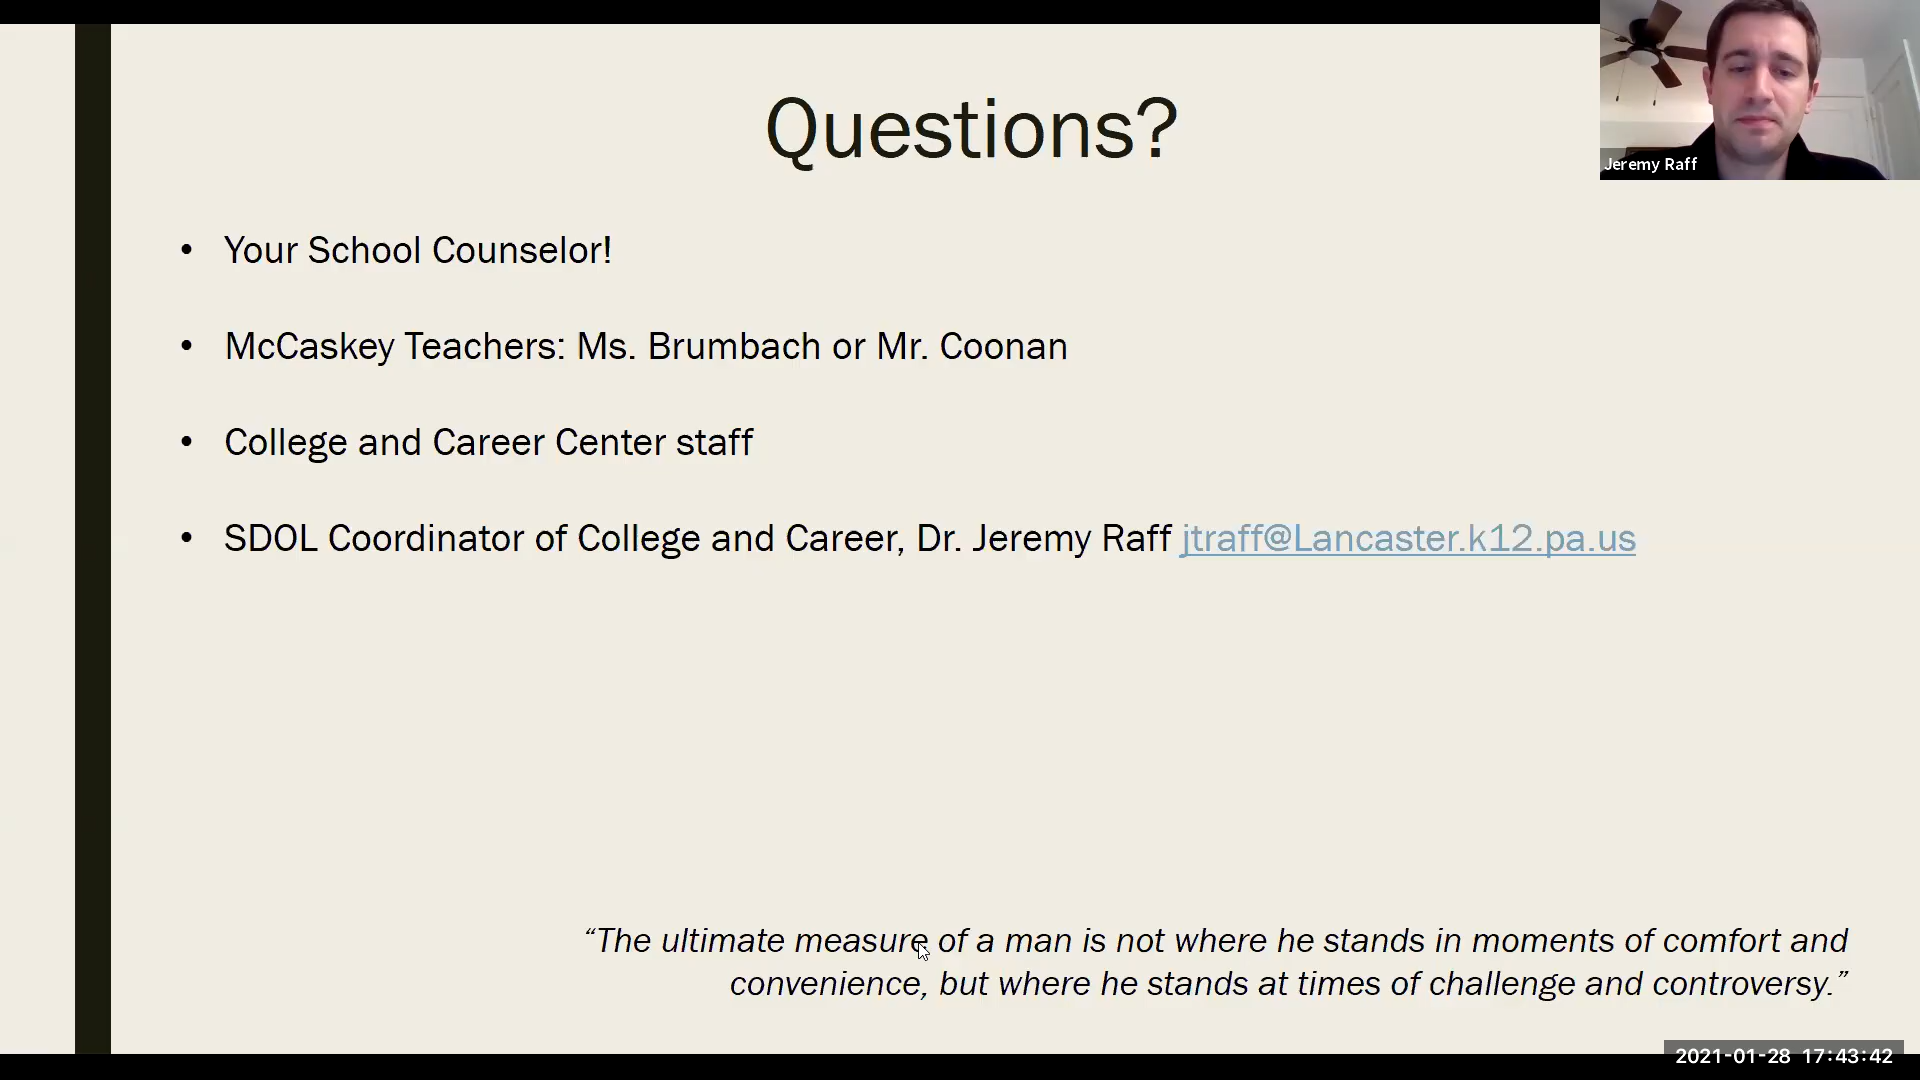 Questions?
Jeremy Raff
• Your School Counselor!
• McCaskey Teachers: Ms. Brumbach or Mr. Coonan
• College and Career Center staff
• SDOL Coordinator of College and Career, Dr. Jeremy Raff jtraff@Lancaster.k12.pa.us
“The ultimate measure of a man is not where he stands in moments of comfort and
convenience, but where he stands at times of challenge and controversy.”
2021-01-28 17:43:42